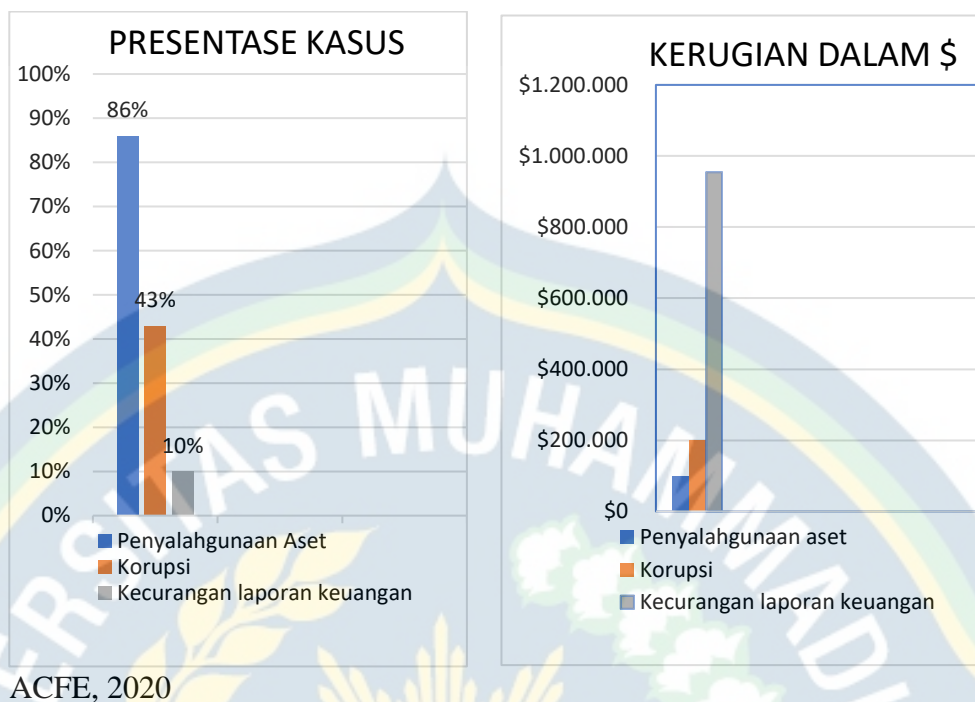 PRESENTASE KASUS
100%
90%
80%
70%
60%
50%
40%
30%
20%
10%
0%
86%
43%
10%
Penyalahgunaan Aset
Korupsi
Kecurangan laporan keuangan
KERUGIAN DALAM $
$1.200.000
$1.000.000
$800.000
$600.000
$400.000
$200.000
$0
Penyalahgunaan aset
Korupsi
Kecurangan laporan keuangan
ERSITAS MUHAMMADI
ACFE, 2020